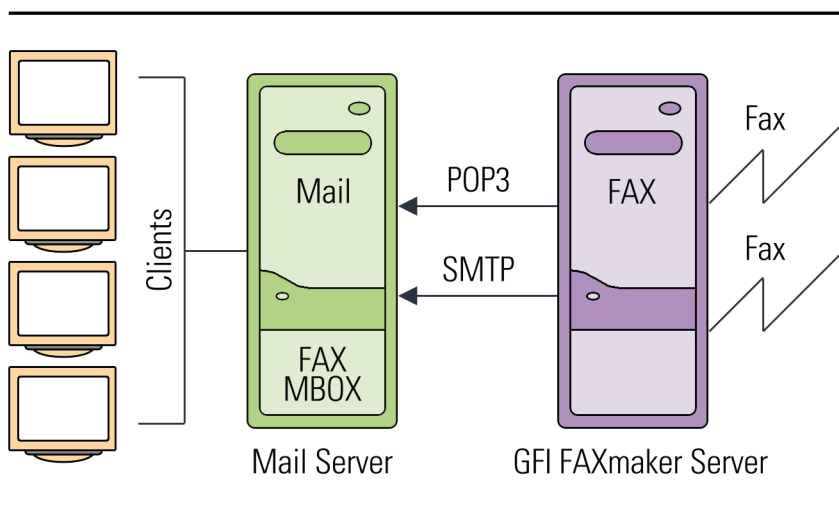 Clients
Mail
FAX
MBOX
Mail Server
POP3
SMTP
FAX
GFI FAXmaker Server
Fax
Fax